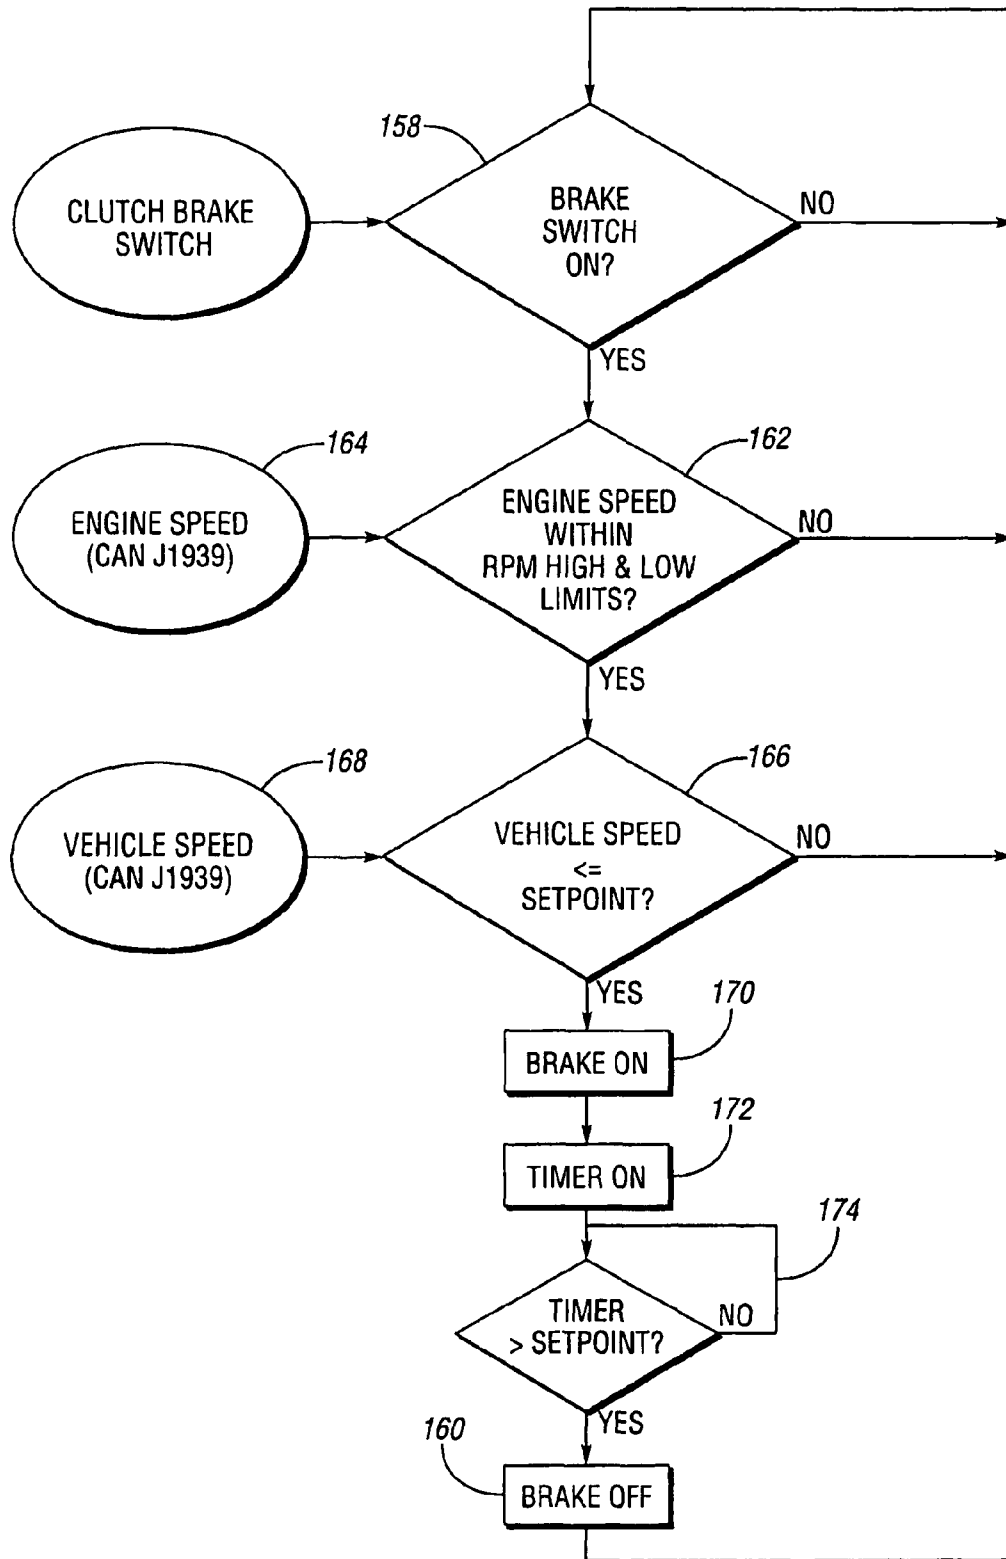 158
CLUTCH BRAKE
SWITCH
BRAKE
SWITCH
ON?
NO
YES
164
162
ENGINE SPEED
(CAN J1939)
ENGINE SPEED
WITHIN
RPM HIGH & LOW
LIMITS?
NO
YES
168
166
VEHICLE SPEED
(CAN J1939)
VEHICLE SPEED
<=
SETPOINT?
NO
YES
170
BRAKE ON
172
TIMER ON
174
TIMER
> SETPOINT?
NO
YES
160
BRAKE OFF